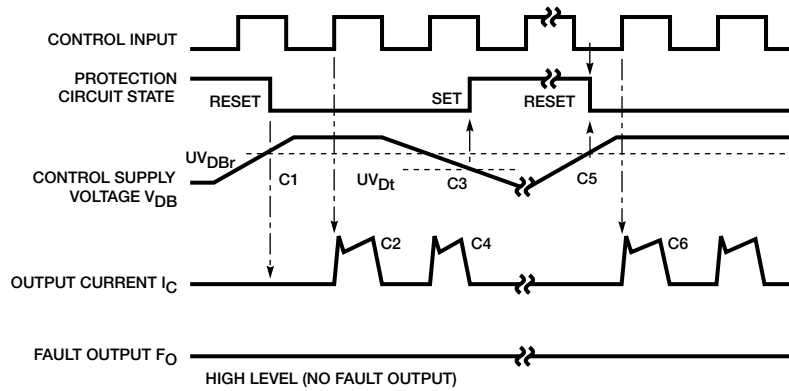 CONTROL INPUT
PROTECTION
CIRCUIT STATE
RESET
SET
RESET
UVDBr
CONTROL SUPPLY
VOLTAGE VDB
C1
UVDt
C3
C5
C2
C4
C6
OUTPUT CURRENT IC
FAULT OUTPUT FO
HIGH LEVEL (NO FAULT OUTPUT)